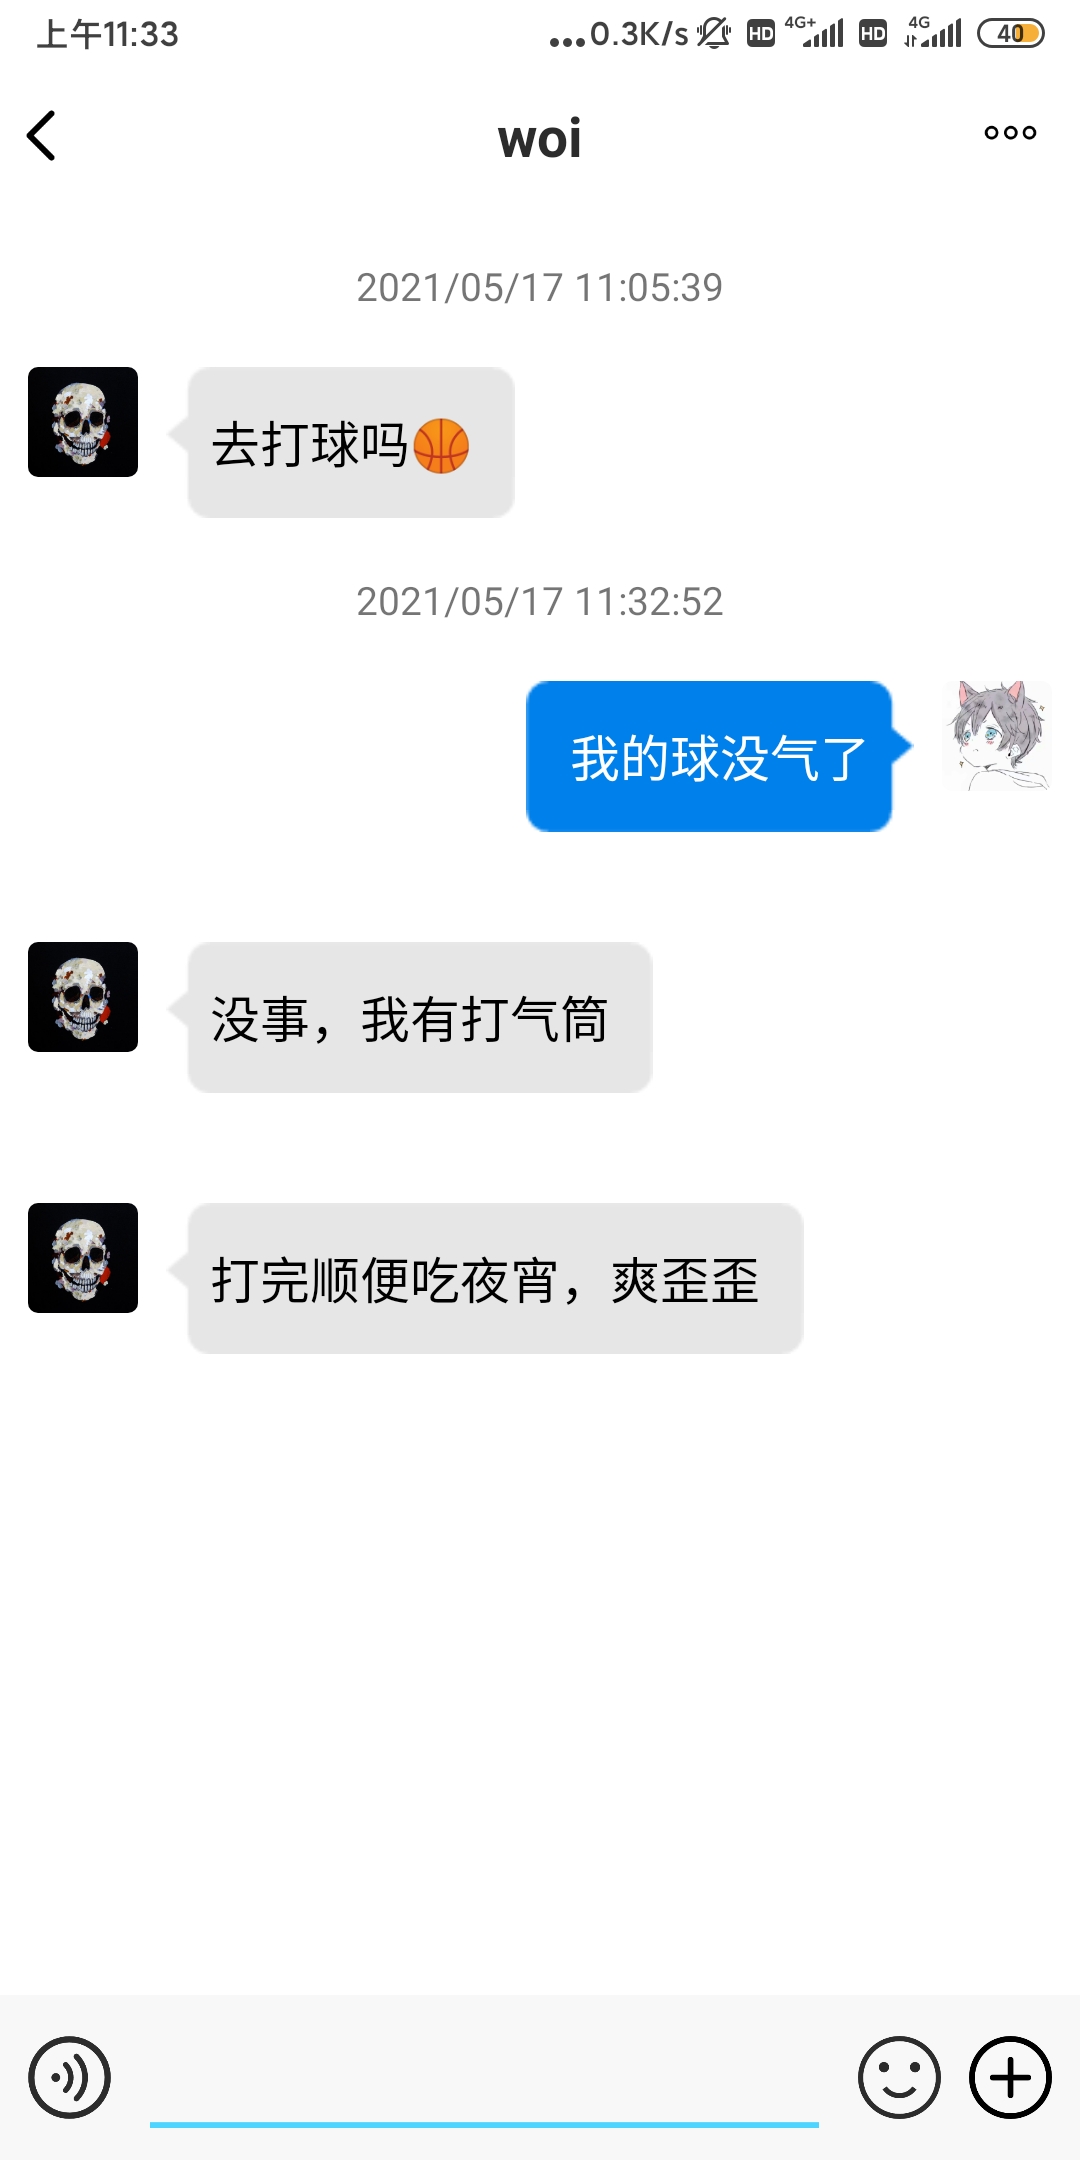 上午11:33
...0.3K/s HD 4G+ HD 4G 40
woi
2021/05/17 11:05:39
去打球吗🏀
2021/05/17 11:32:52
我的球没气了
没事，我有打气筒
打完顺便吃夜宵，爽歪歪